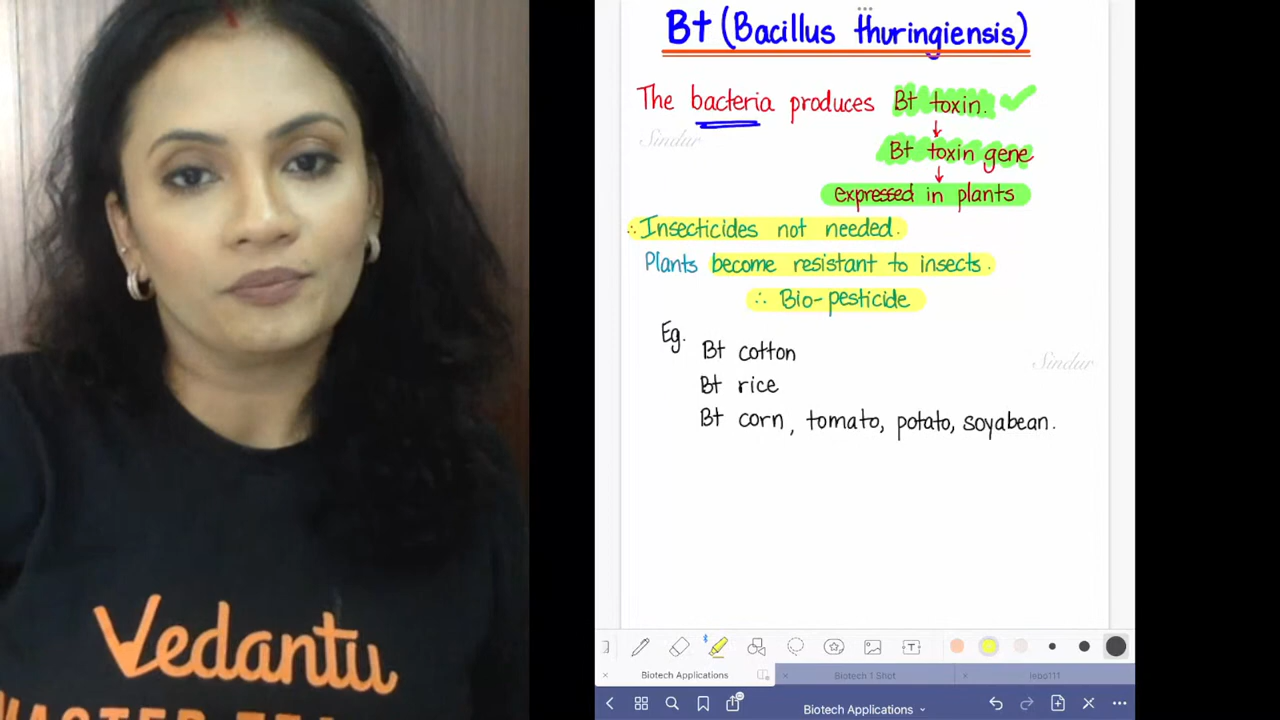 Bt (Bacillus thuringiensis)
The bacteria produces Bt toxin.
Sindur
Bt toxin gene
expressed in plants
∴ Insecticides not needed.
Plants become resistant to insects.
∴ Bio-pesticide
Eg.
Bt cotton
Sindur
Bt rice
Bt corn, tomato, potato, soyabean.
Vedantu
Biotech Applications
Biotech 1 Shot
Biotech Applications